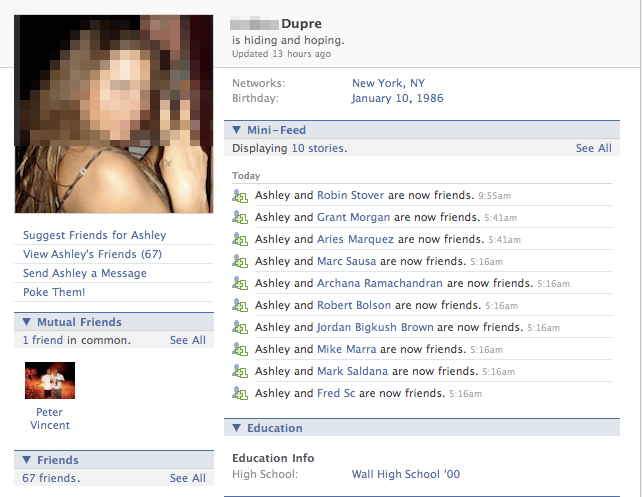 Dupre
is hiding and hoping.
Updated 13 hours ago
Networks: New York, NY
Birthday: January 10, 1986
Mini-Feed
Displaying 10 stories. See All
Today
Ashley and Robin Stover are now friends. 9:55am
Ashley and Grant Morgan are now friends. 5:41am
Ashley and Aries Marquez are now friends. 5:41am
Ashley and Marc Sausa are now friends. 5:16am
Ashley and Archana Ramachandran are now friends. 5:16am
Ashley and Robert Bolson are now friends. 5:16am
Ashley and Jordan Bigkush Brown are now friends. 5:16am
Ashley and Mike Marra are now friends. 5:16am
Ashley and Mark Saldana are now friends. 5:16am
Ashley and Fred Sc are now friends. 5:16am
Education
Education Info
High School: Wall High School '00
Suggest Friends for Ashley
View Ashley's Friends (67)
Send Ashley a Message
Poke Them!
Mutual Friends
1 friend in common. See All
Peter
Vincent
Friends
67 friends. See All